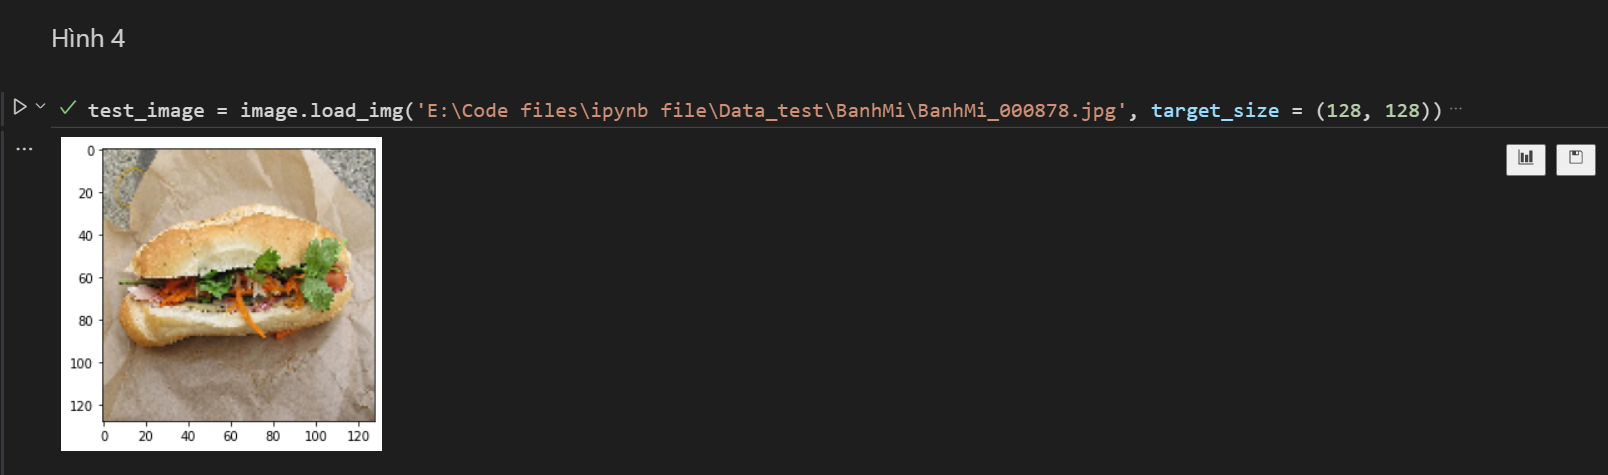 Hình 4
test_image = image.load_img('E:\Code files\ipynb file\Data_test\BanhMi\BanhMi_000878.jpg', target_size = (128, 128)) ...
...
0
20
40
60
80
100
120
0 20 40 60 80 100 120